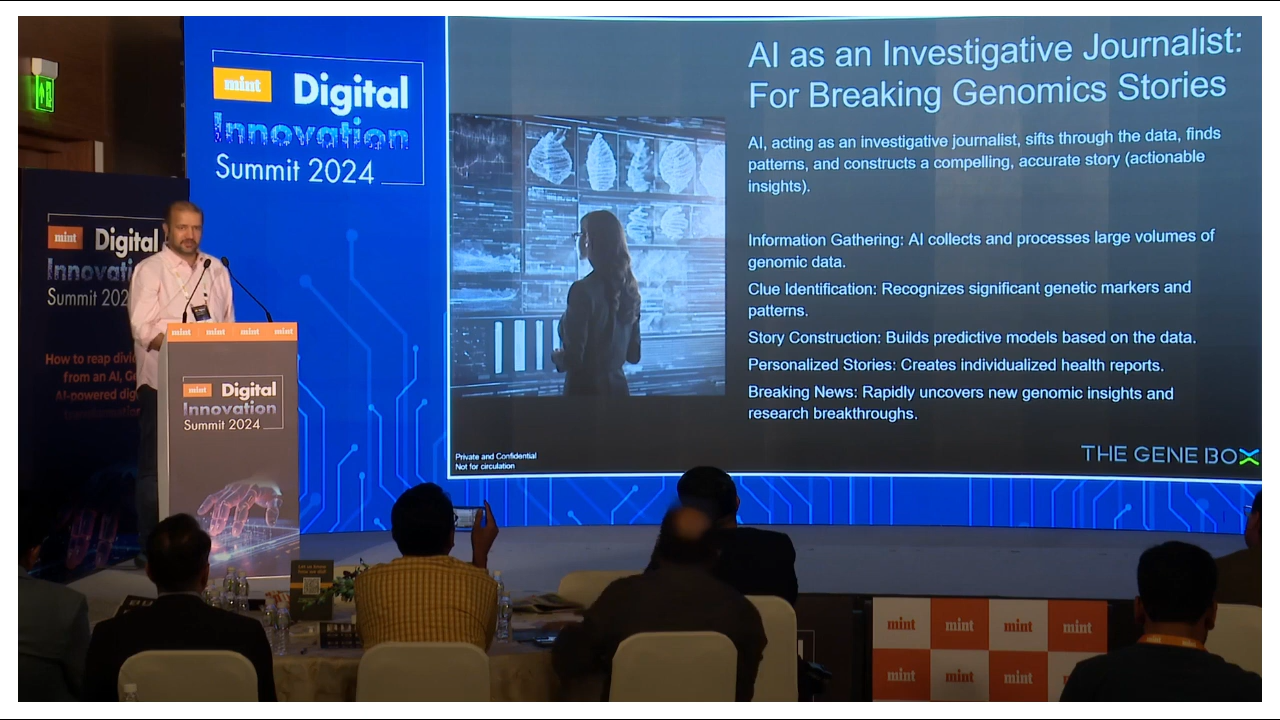 mint
Digital
Innovation
Summit 2024
AI as an Investigative Journalist:
For Breaking Genomics Stories
AI, acting as an investigative journalist, sifts through the data, finds
patterns, and constructs a compelling, accurate story (actionable
insights).
Information Gathering: AI collects and processes large volumes of
genomic data.
Clue Identification: Recognizes significant genetic markers and
patterns.
Story Construction: Builds predictive models based on the data.
Personalized Stories: Creates individualized health reports.
Breaking News: Rapidly uncovers new genomic insights and
research breakthroughs.
Private and Confidential
Not for circulation
THE GENE BOX
mint
Digital
Innovati
Summit 202
How to reap divi
from an AI, G
AI-powered dig
mint mint mint mint
mint
Digital
Innovation
Summit 2024
mint mint mint mint
mint mint mint